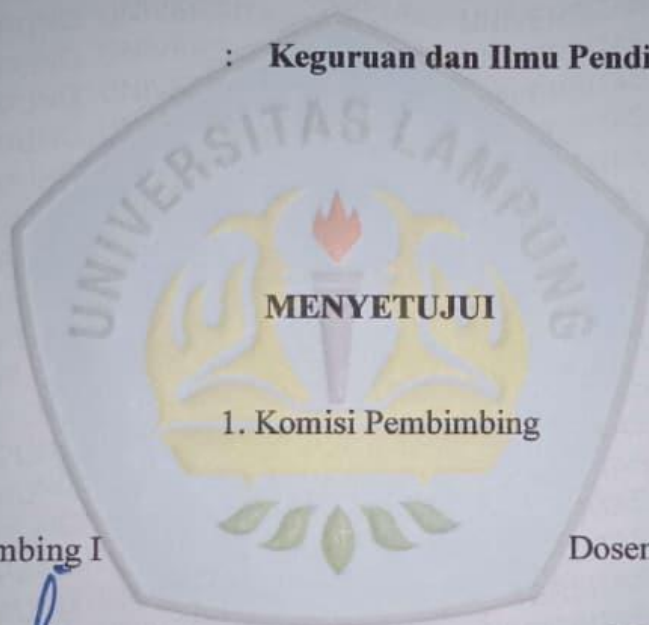 : Keguruan dan Ilmu Pendi
UNIVERSITAS LAMPUNG
MENYETUJUI
1. Komisi Pembimbing
mbing I
Dosen